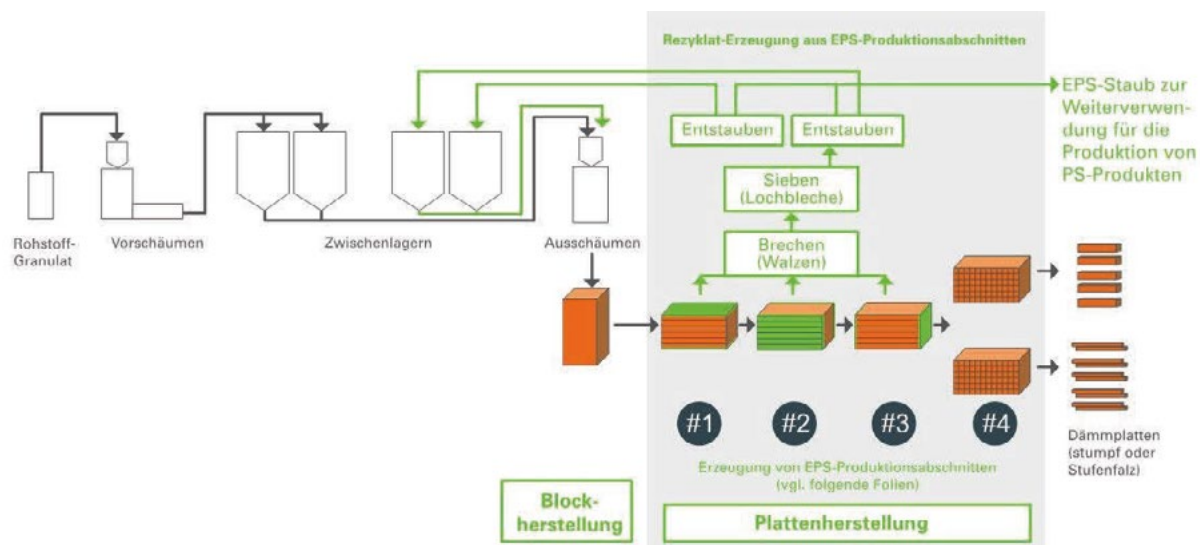 Rezyklat-Erzeugung aus EPS-Produktionsabschnitten
EPS-Staub zur
Weiterverwen-
dung für die
Produktion von
PS-Produkten
Entstauben
Entstauben
Sieben
(Lochbleche)
Brechen
(Walzen)
Rohstoff-
Granulat
Vorschäumen
Zwischenlagern
Ausschäumen
#1
#2
#3
#4
Dämmplatten
(stumpf oder
Stufenfalz)
Erzeugung von EPS-Produktionsabschnitten
(vgl. folgende Folien)
Block-
herstellung
Plattenherstellung